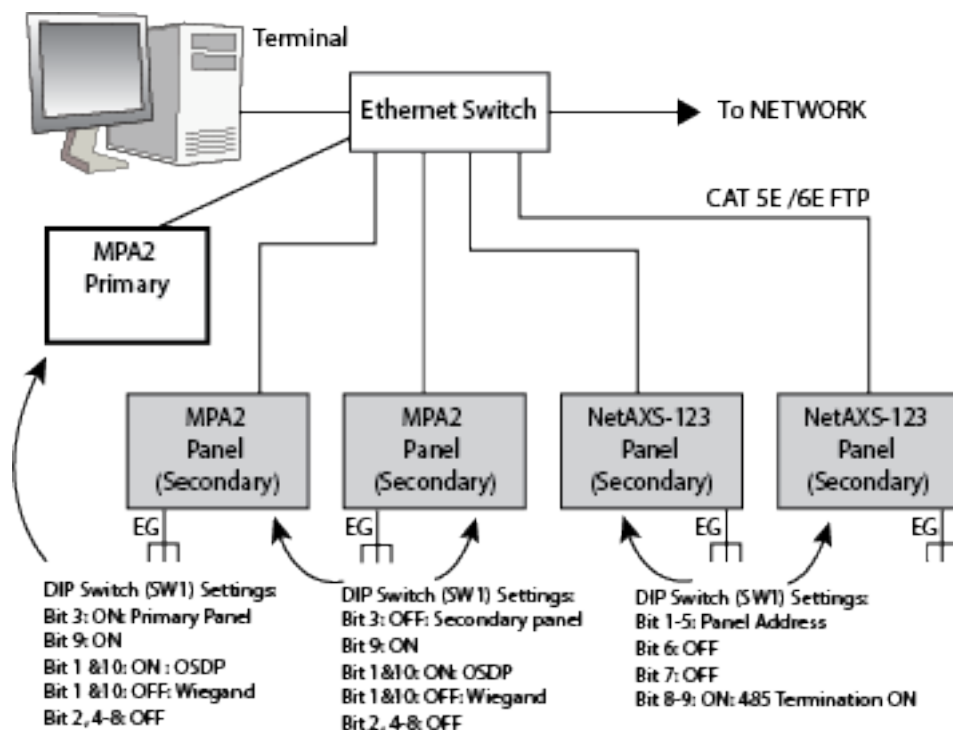 Terminal
Ethernet Switch
To NETWORK
CAT 5E /6E FTP
MPA2
Primary
MPA2
Panel
(Secondary)
MPA2
Panel
(Secondary)
NetAXS-123
Panel
(Secondary)
NetAXS-123
Panel
(Secondary)
EG
EG
EG
EG
DIP Switch (SW1) Settings:
Bit 3: ON: Primary Panel
Bit 9: ON
Bit 1 &10: ON : OSDP
Bit 1 &10: OFF: Wiegand
Bit 2, 4-8: OFF
DIP Switch (SW1) Settings:
Bit 3: OFF: Secondary panel
Bit 9: ON
Bit 1&10: ON: OSDP
Bit 1&10: OFF: Wiegand
Bit 2, 4-8: OFF
DIP Switch (SW1) Settings:
Bit 1-5: Panel Address
Bit 6: OFF
Bit 7: OFF
Bit 8-9: ON: 485 Termination ON